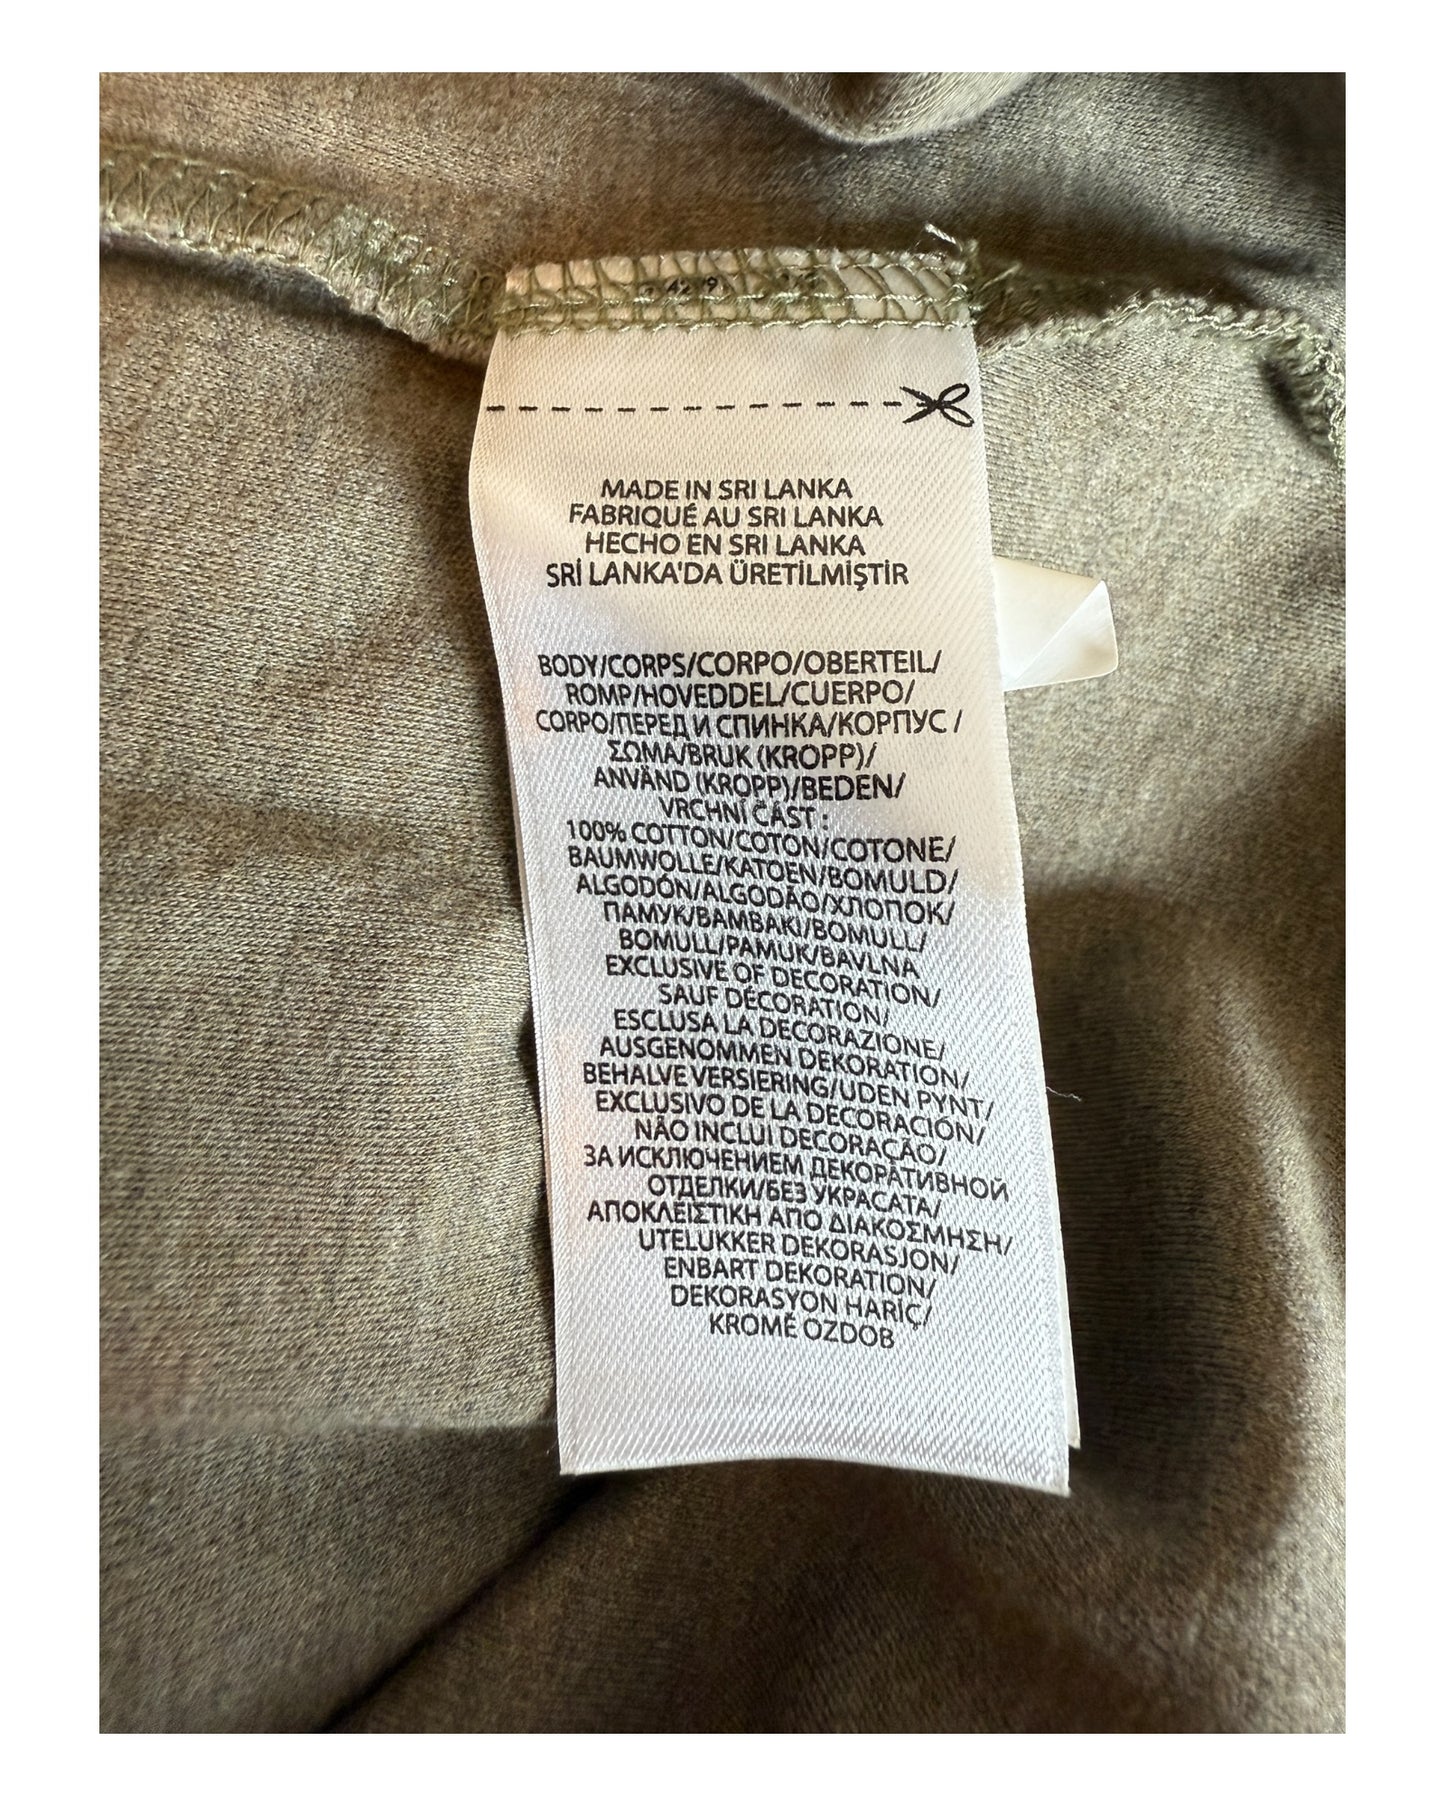 MADE IN SRI LANKA
FABRIQUÉ AU SRI LANKA
HECHO EN SRI LANKA
SRİ LANKA'DA ÜRETİLMİŞTİR
BODY/CORPS/CORPO/OBERTEIL/
ROMP/HOVEDDEL/CUERPO/
CORPO/ПЕРЕД И СПИНКА/КОРПУС /
ΣΩΜΑ/BRUK (KROPP)/
ANVÄND (KROPP)/BEDEN/
VRCHNÍ ČÁST :
100% COTTON/COTON/COTONE/
BAUMWOLLE/KATOEN/BOMULD/
ALGODÓN/ALGODÃO/ХЛОПОК/
ПАМУК/ΒΑΜΒΑΚΙ/BOMULL/
BOMULL/PAMUK/BAVLNA
EXCLUSIVE OF DECORATION/
SAUF DÉCORATION/
ESCLUSA LA DECORAZIONE/
AUSGENOMMEN DEKORATION/
BEHALVE VERSIERING/UDEN PYNT/
EXCLUSIVO DE LA DECORACIÓN/
NÃO INCLUI DECORAÇÃO/
ЗА ИСКЛЮЧЕНИЕМ ДЕКОРАТИВНОЙ
ОТДЕЛКИ/БЕЗ УКРАСАТА/
ΑΠΟΚΛΕΙΣΤΙΚΗ ΑΠΟ ΔΙΑΚΟΣΜΗΣΗ/
UTELUKKER DEKORASJON/
ENBART DEKORATION/
DEKORASYON HARİÇ/
KROMĚ OZDOB